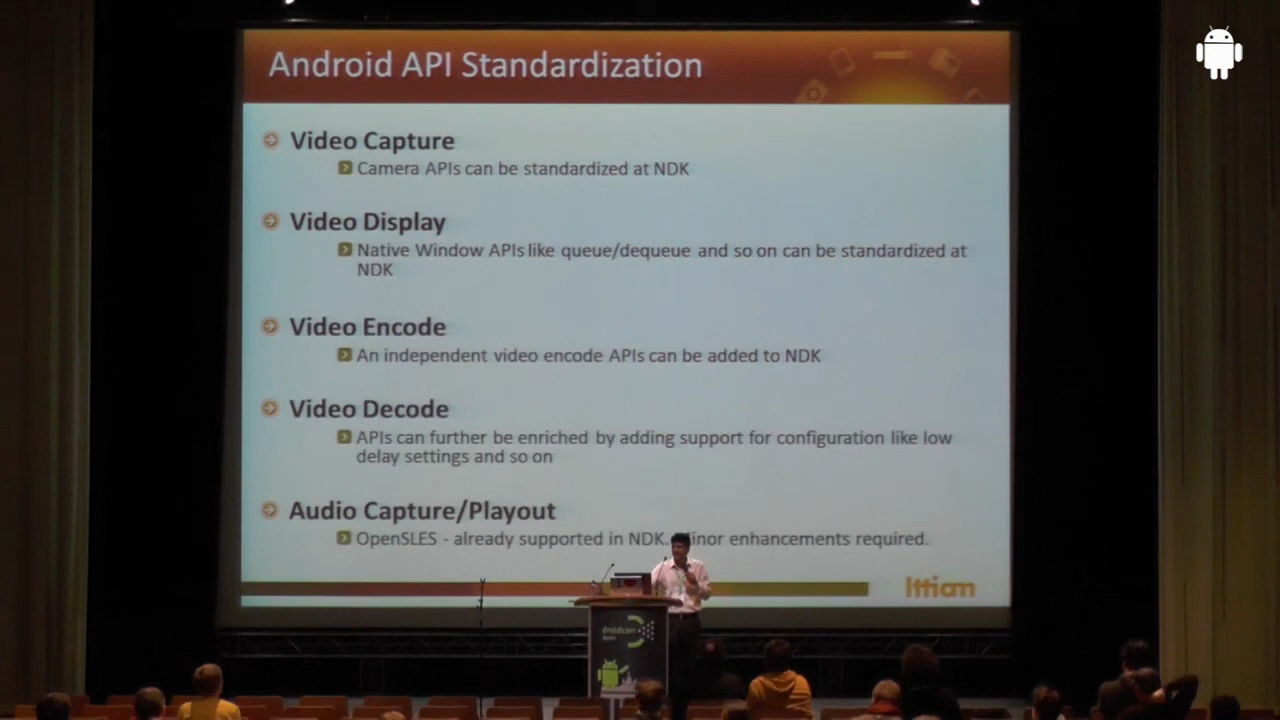 Android API Standardization
Video Capture
Camera APIs can be standardized at NDK
Video Display
Native Window APIs like queue/dequeue and so on can be standardized at
NDK
Video Encode
An independent video encode APIs can be added to NDK
Video Decode
APIs can further be enriched by adding support for configuration like low
delay settings and so on
Audio Capture/Playout
OpenSLES - already supported in NDK. Minor enhancements required.
Ittiam
droidcon